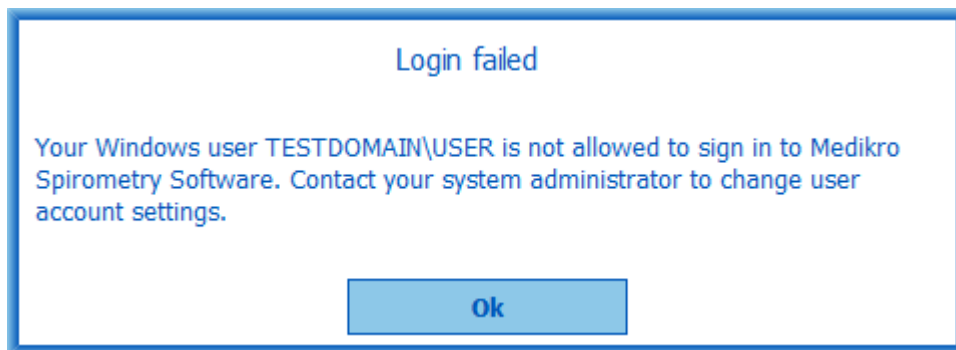 Login failed
Your Windows user TESTDOMAIN\USER is not allowed to sign in to Medikro
Spirometry Software. Contact your system administrator to change user
account settings.
Ok